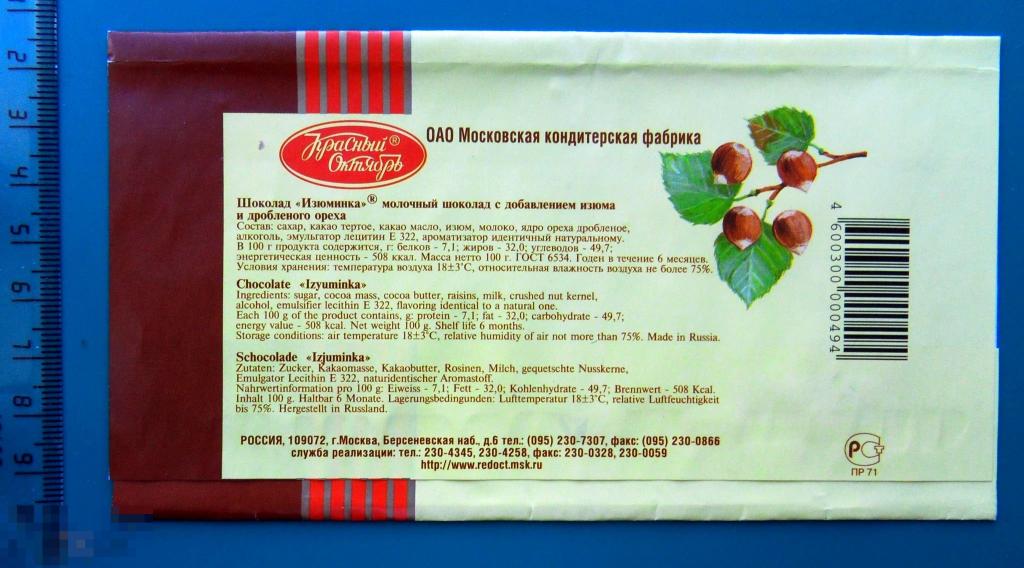 Красный®
Октябрь
ОАО Московская кондитерская фабрика
Шоколад «Изюминка»® молочный шоколад с добавлением изюма
и дробленого ореха
Состав: сахар, какао тертое, какао масло, изюм, молоко, ядро ореха дробленое,
алкоголь, эмульгатор лецитин Е 322, ароматизатор идентичный натуральному.
В 100 г продукта содержится, г: белков - 7,1; жиров - 32,0; углеводов - 49,7;
энергетическая ценность - 508 ккал. Масса нетто 100 г. ГОСТ 6534. Годен в течение 6 месяцев.
Условия хранения: температура воздуха 18±3˚С, относительная влажность воздуха не более 75%.
Chocolate «Izyuminka»
Ingredients: sugar, cocoa mass, cocoa butter, raisins, milk, crushed nut kernel,
alcohol, emulsifier lecithin E 322, flavoring identical to a natural one.
Each 100 g of the product contains, g: protein - 7,1; fat - 32,0; carbohydrate - 49,7;
energy value - 508 kcal. Net weight 100 g. Shelf life 6 months.
Storage conditions: air temperature 18±3˚C, relative humidity of air not more than 75%. Made in Russia.
Schocolade «Izjuminka»
Zutaten: Zucker, Kakaomasse, Kakaobutter, Rosinen, Milch, gequetschte Nusskerne,
Emulgator Lecithin E 322, naturidentischer Aromastoff.
Nahrwertinformation pro 100 g: Eiweiss - 7,1; Fett - 32,0; Kohlenhydrate - 49,7; Brennwert - 508 Kcal.
Inhalt 100 g. Haltbar 6 Monate. Lagerungsbedingunden: Lufttemperatur 18±3˚C, relative Luftfeuchtigkeit
bis 75%. Hergestellt in Russland.
РОССИЯ, 109072, г.Москва, Берсеневская наб., д.6 тел.: (095) 230-7307, факс: (095) 230-0866
служба реализации: тел.: 230-4345, 230-4258, факс: 230-0328, 230-0059
http://www.redoct.msk.ru
4 600300 000494
РСТ
ПР 71
2
3
4
5
6
7
8
9